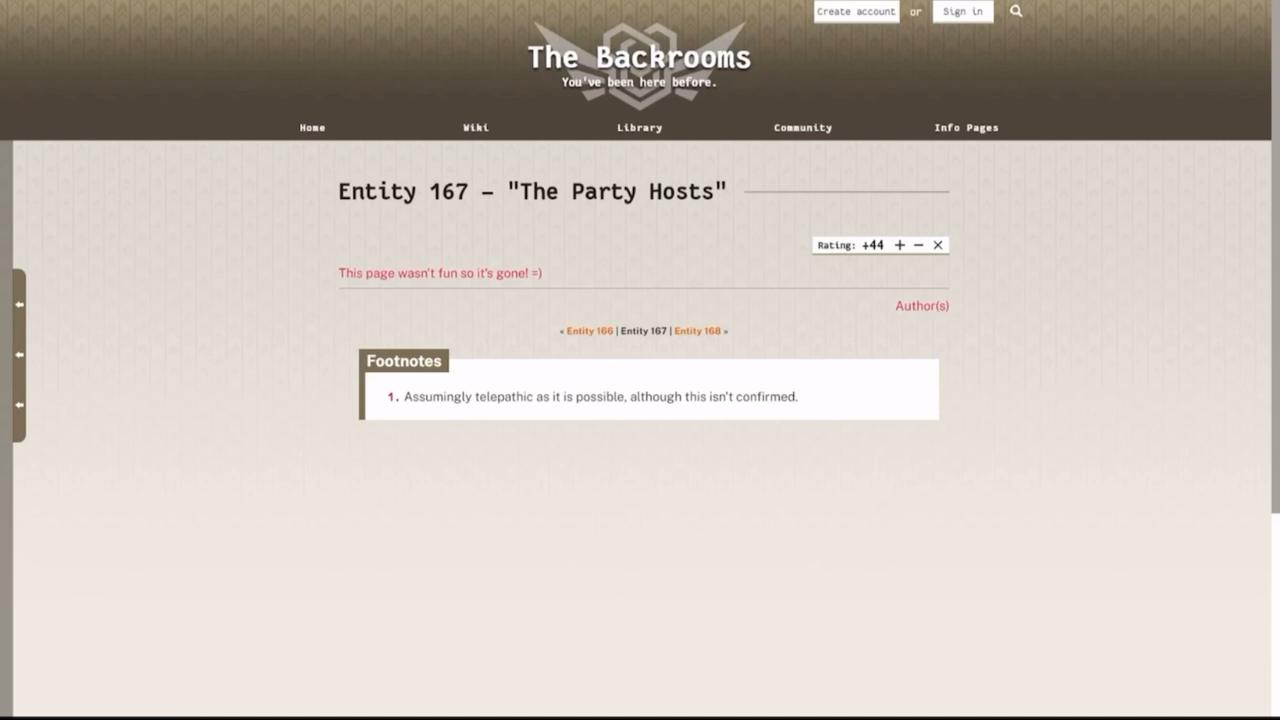 Create account or Sign in
The Backrooms
You've been here before.
Home Wiki Library Community Info Pages
Entity 167 – "The Party Hosts"
Rating: +44 + − ×
This page wasn't fun so it's gone! =)
Author(s)
« Entity 166 | Entity 167 | Entity 168 »
Footnotes
1. Assumingly telepathic as it is possible, although this isn't confirmed.